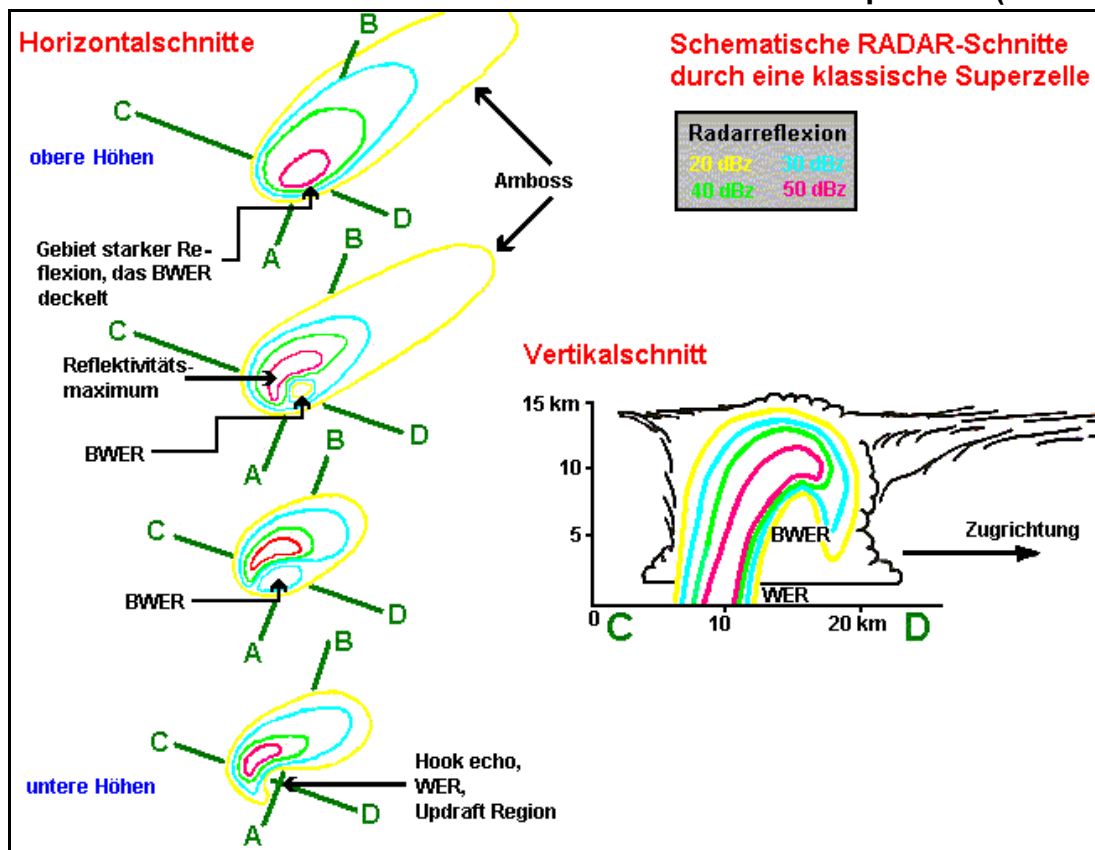 Horizontalschnitte
B
Schematische RADAR-Schnitte
durch eine klassische Superzelle
C
Radarreflexion
20 dBz 30 dBz
40 dBz 50 dBz
obere Höhen
Amboss
D
A
B
Gebiet starker Re-
flexion, das BWER
deckelt
C
Reflektivitäts-
maximum
BWER
D
A
B
Vertikalschnitt
15 km
10
5
BWER
Zugrichtung
WER
0
C
10
20 km
D
C
BWER
D
A
B
C
untere Höhen
Hook echo,
WER,
Updraft Region
D
A